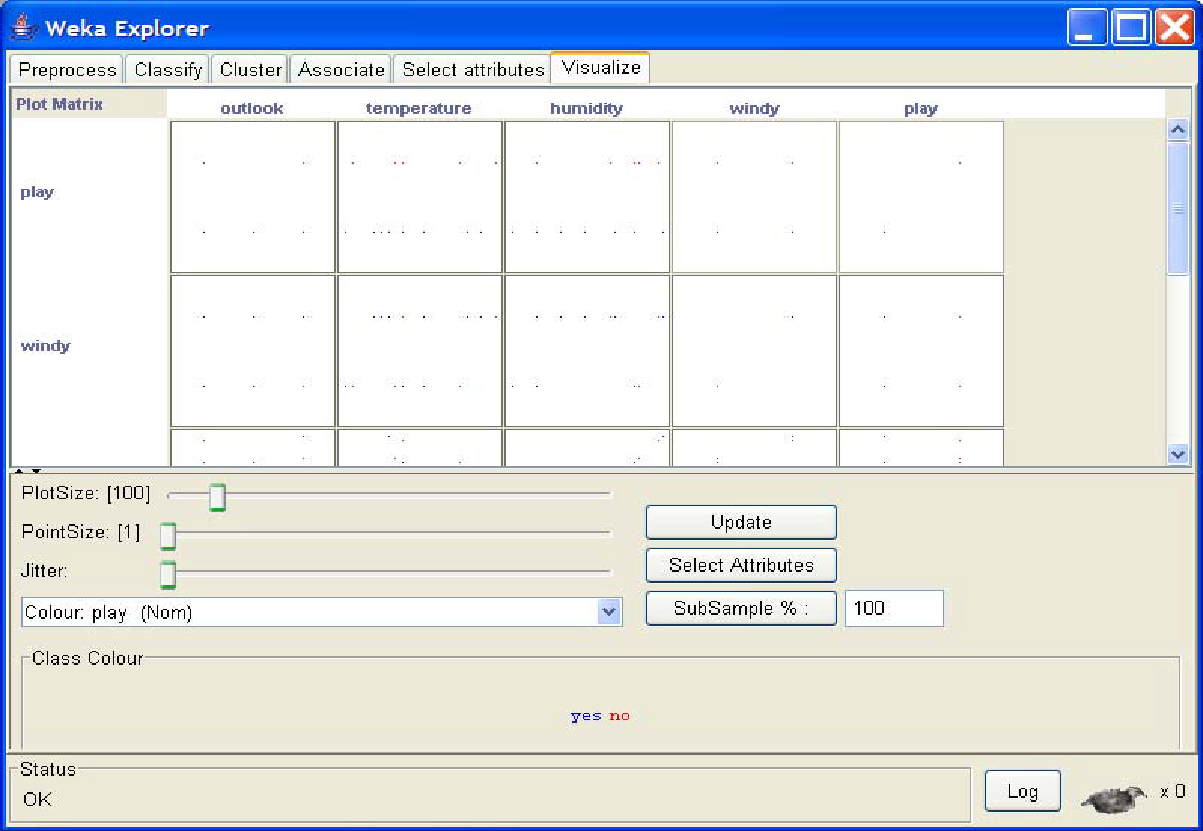 Weka Explorer
Preprocess Classify Cluster Associate Select attributes Visualize
Plot Matrix outlook temperature humidity windy play
play
windy
PlotSize: [100]
PointSize: [1]
Update
Jitter:
Select Attributes
Colour: play (Nom)
SubSample % : 100
Class Colour
yes no
Status
OK
Log
x 0